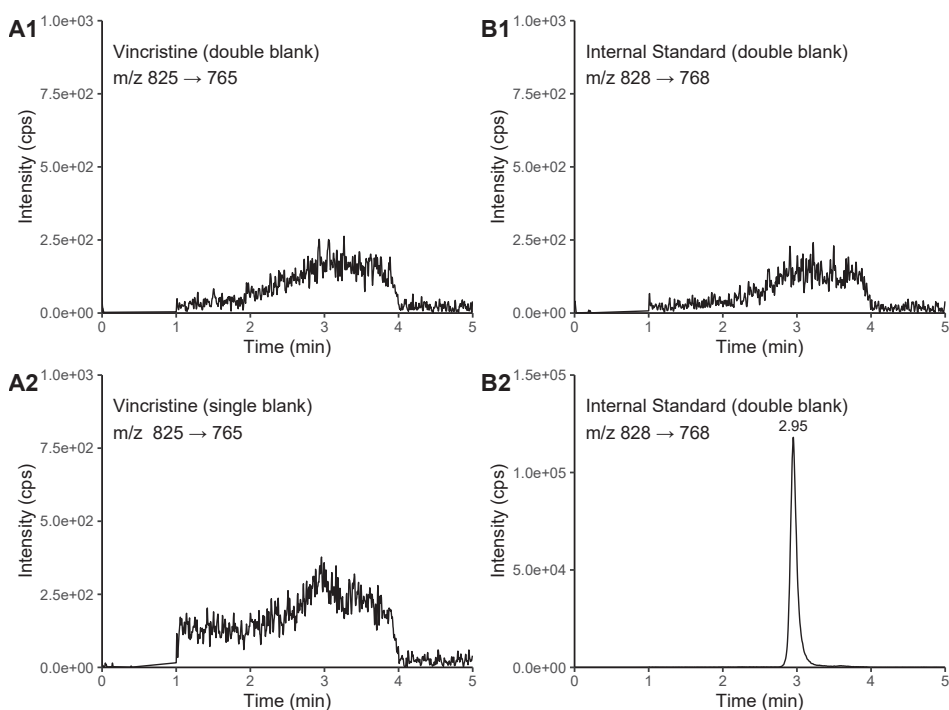 A1
1.0e+03
7.5e+02
5.0e+02
2.5e+02
0.0e+00
Intensity (cps)
Vincristine (double blank)
m/z 825 → 765
0 1 2 3 4 5
Time (min)
B1
1.0e+03
7.5e+02
5.0e+02
2.5e+02
0.0e+00
Intensity (cps)
Internal Standard (double blank)
m/z 828 → 768
0 1 2 3 4 5
Time (min)
A2
1.0e+03
7.5e+02
5.0e+02
2.5e+02
0.0e+00
Intensity (cps)
Vincristine (single blank)
m/z 825 → 765
0 1 2 3 4 5
Time (min)
B2
1.5e+05
1.0e+05
5.0e+04
0.0e+00
Intensity (cps)
Internal Standard (double blank)
m/z 828 → 768
2.95
0 1 2 3 4 5
Time (min)